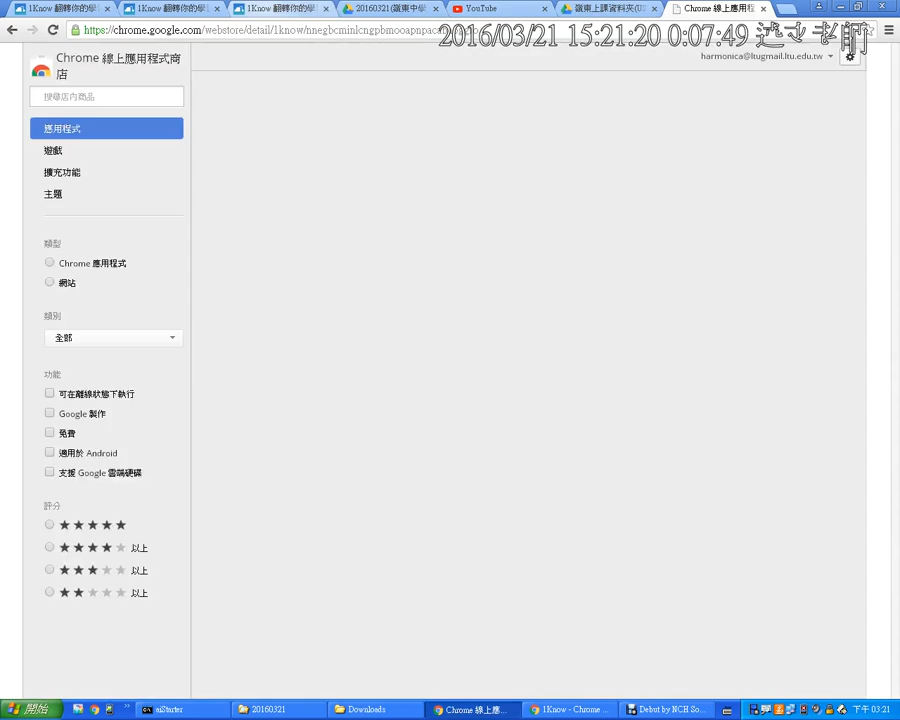 1Know 翻轉你的學
1Know 翻轉你的學
1Know 翻轉你的學
20160321(嶺東中學
YouTube
嶺東上課資料夾(U
Chrome 線上應用程
https://chrome.google.com/webstore/detail/1know/nnegbcminlcngpbmooapnpaca
2016/03/21 15:21:20 0:07:49
harmonica@ltugmail.ltu.edu.tw
Chrome 線上應用程式商店
搜尋店內商品
應用程式
遊戲
擴充功能
主題
類型
Chrome 應用程式
網站
類別
全部
功能
可在離線狀態下執行
Google 製作
免費
適用於 Android
支援 Google 雲端硬碟
評分
以上
以上
以上
開始
aiStarter
20160321
Downloads
Chrome 線上應...
1Know - Chrome ...
Debut by NCH So...
下午 03:21